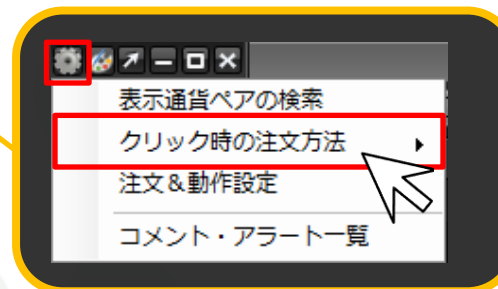 表示通貨ペアの検索
クリック時の注文方法
注文＆動作設定
コメント・アラート一覧